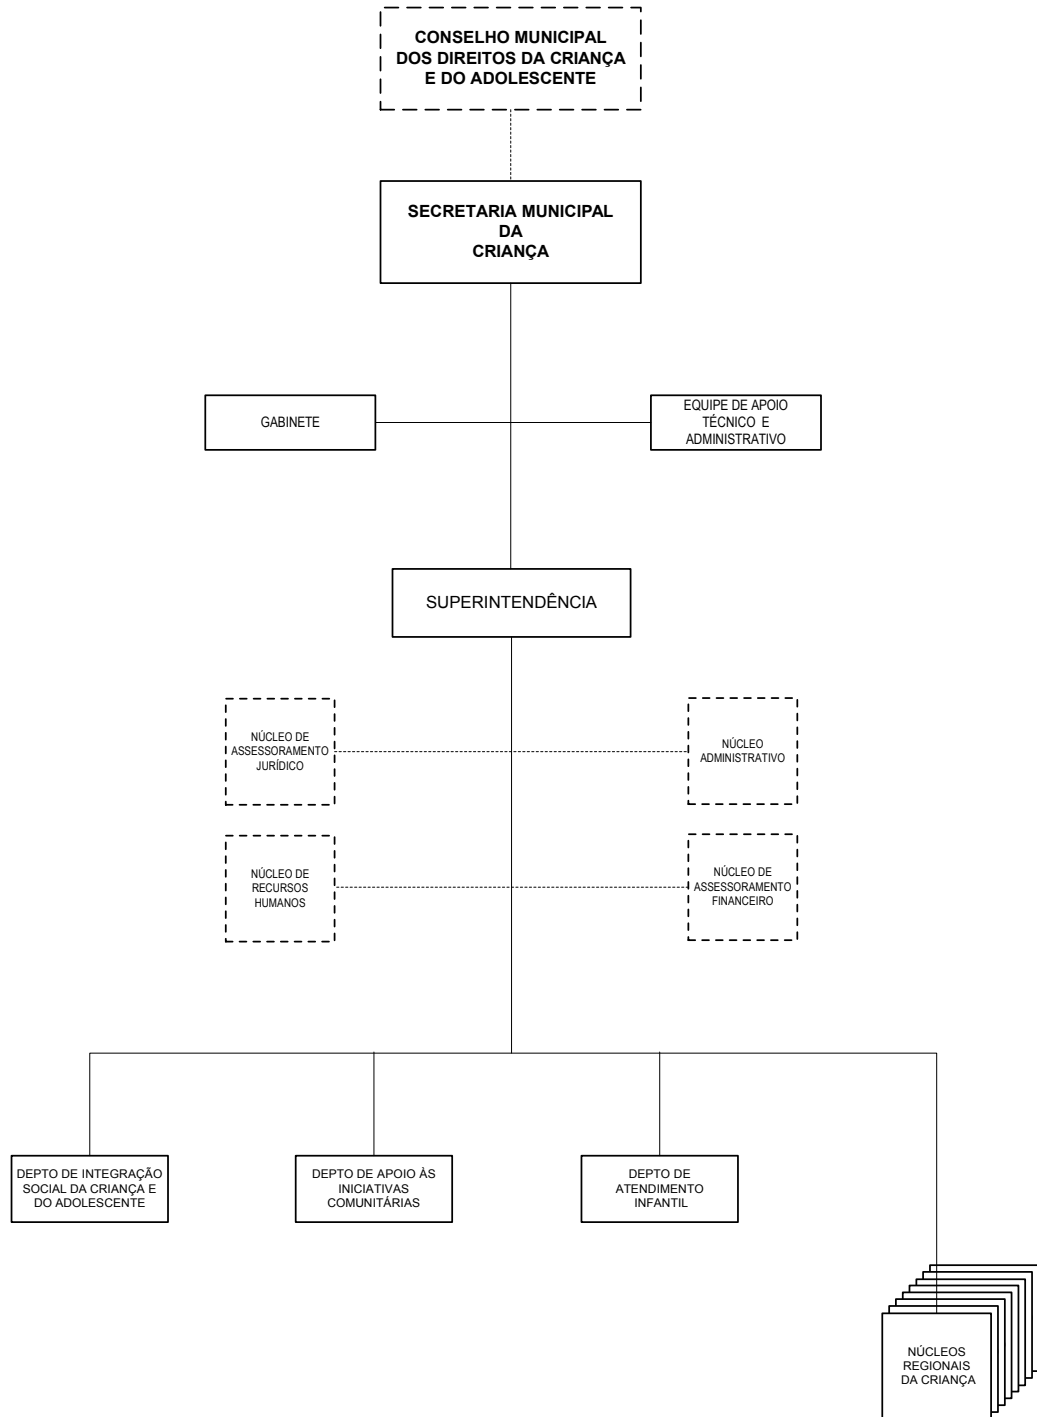 CONSELHO MUNICIPAL
DOS DIREITOS DA CRIANÇA
E DO ADOLESCENTE
SECRETARIA MUNICIPAL
DA
CRIANÇA
GABINETE
EQUIPE DE APOIO
TÉCNICO E
ADMINISTRATIVO
SUPERINTENDÊNCIA
NÚCLEO DE
ASSESSORAMENTO
JURÍDICO
NÚCLEO
ADMINISTRATIVO
NÚCLEO DE
RECURSOS
HUMANOS
NÚCLEO DE
ASSESSORAMENTO
FINANCEIRO
DEPTO DE INTEGRAÇÃO
SOCIAL DA CRIANÇA E
DO ADOLESCENTE
DEPTO DE APOIO ÀS
INICIATIVAS
COMUNITÁRIAS
DEPTO DE
ATENDIMENTO
INFANTIL
NÚCLEOS
REGIONAIS
DA CRIANÇA